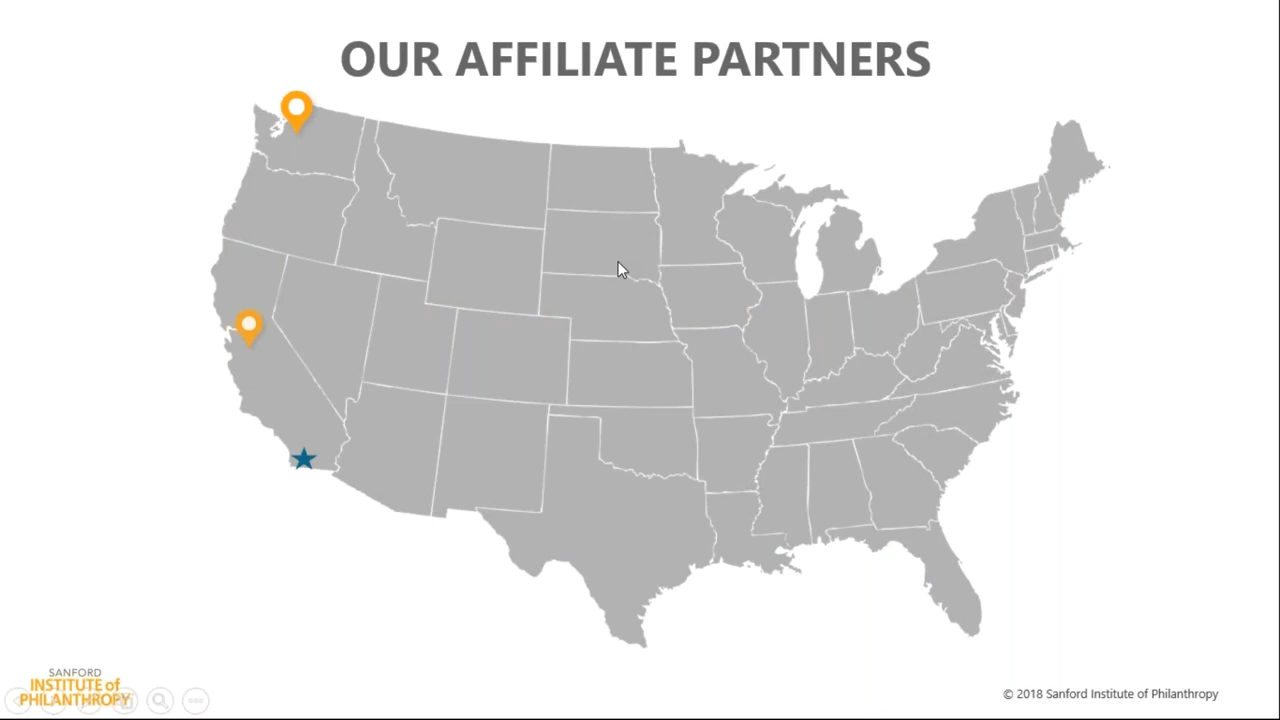 OUR AFFILIATE PARTNERS
SANFORD
INSTITUTE of
PHILANTHROPY
© 2018 Sanford Institute of Philanthropy